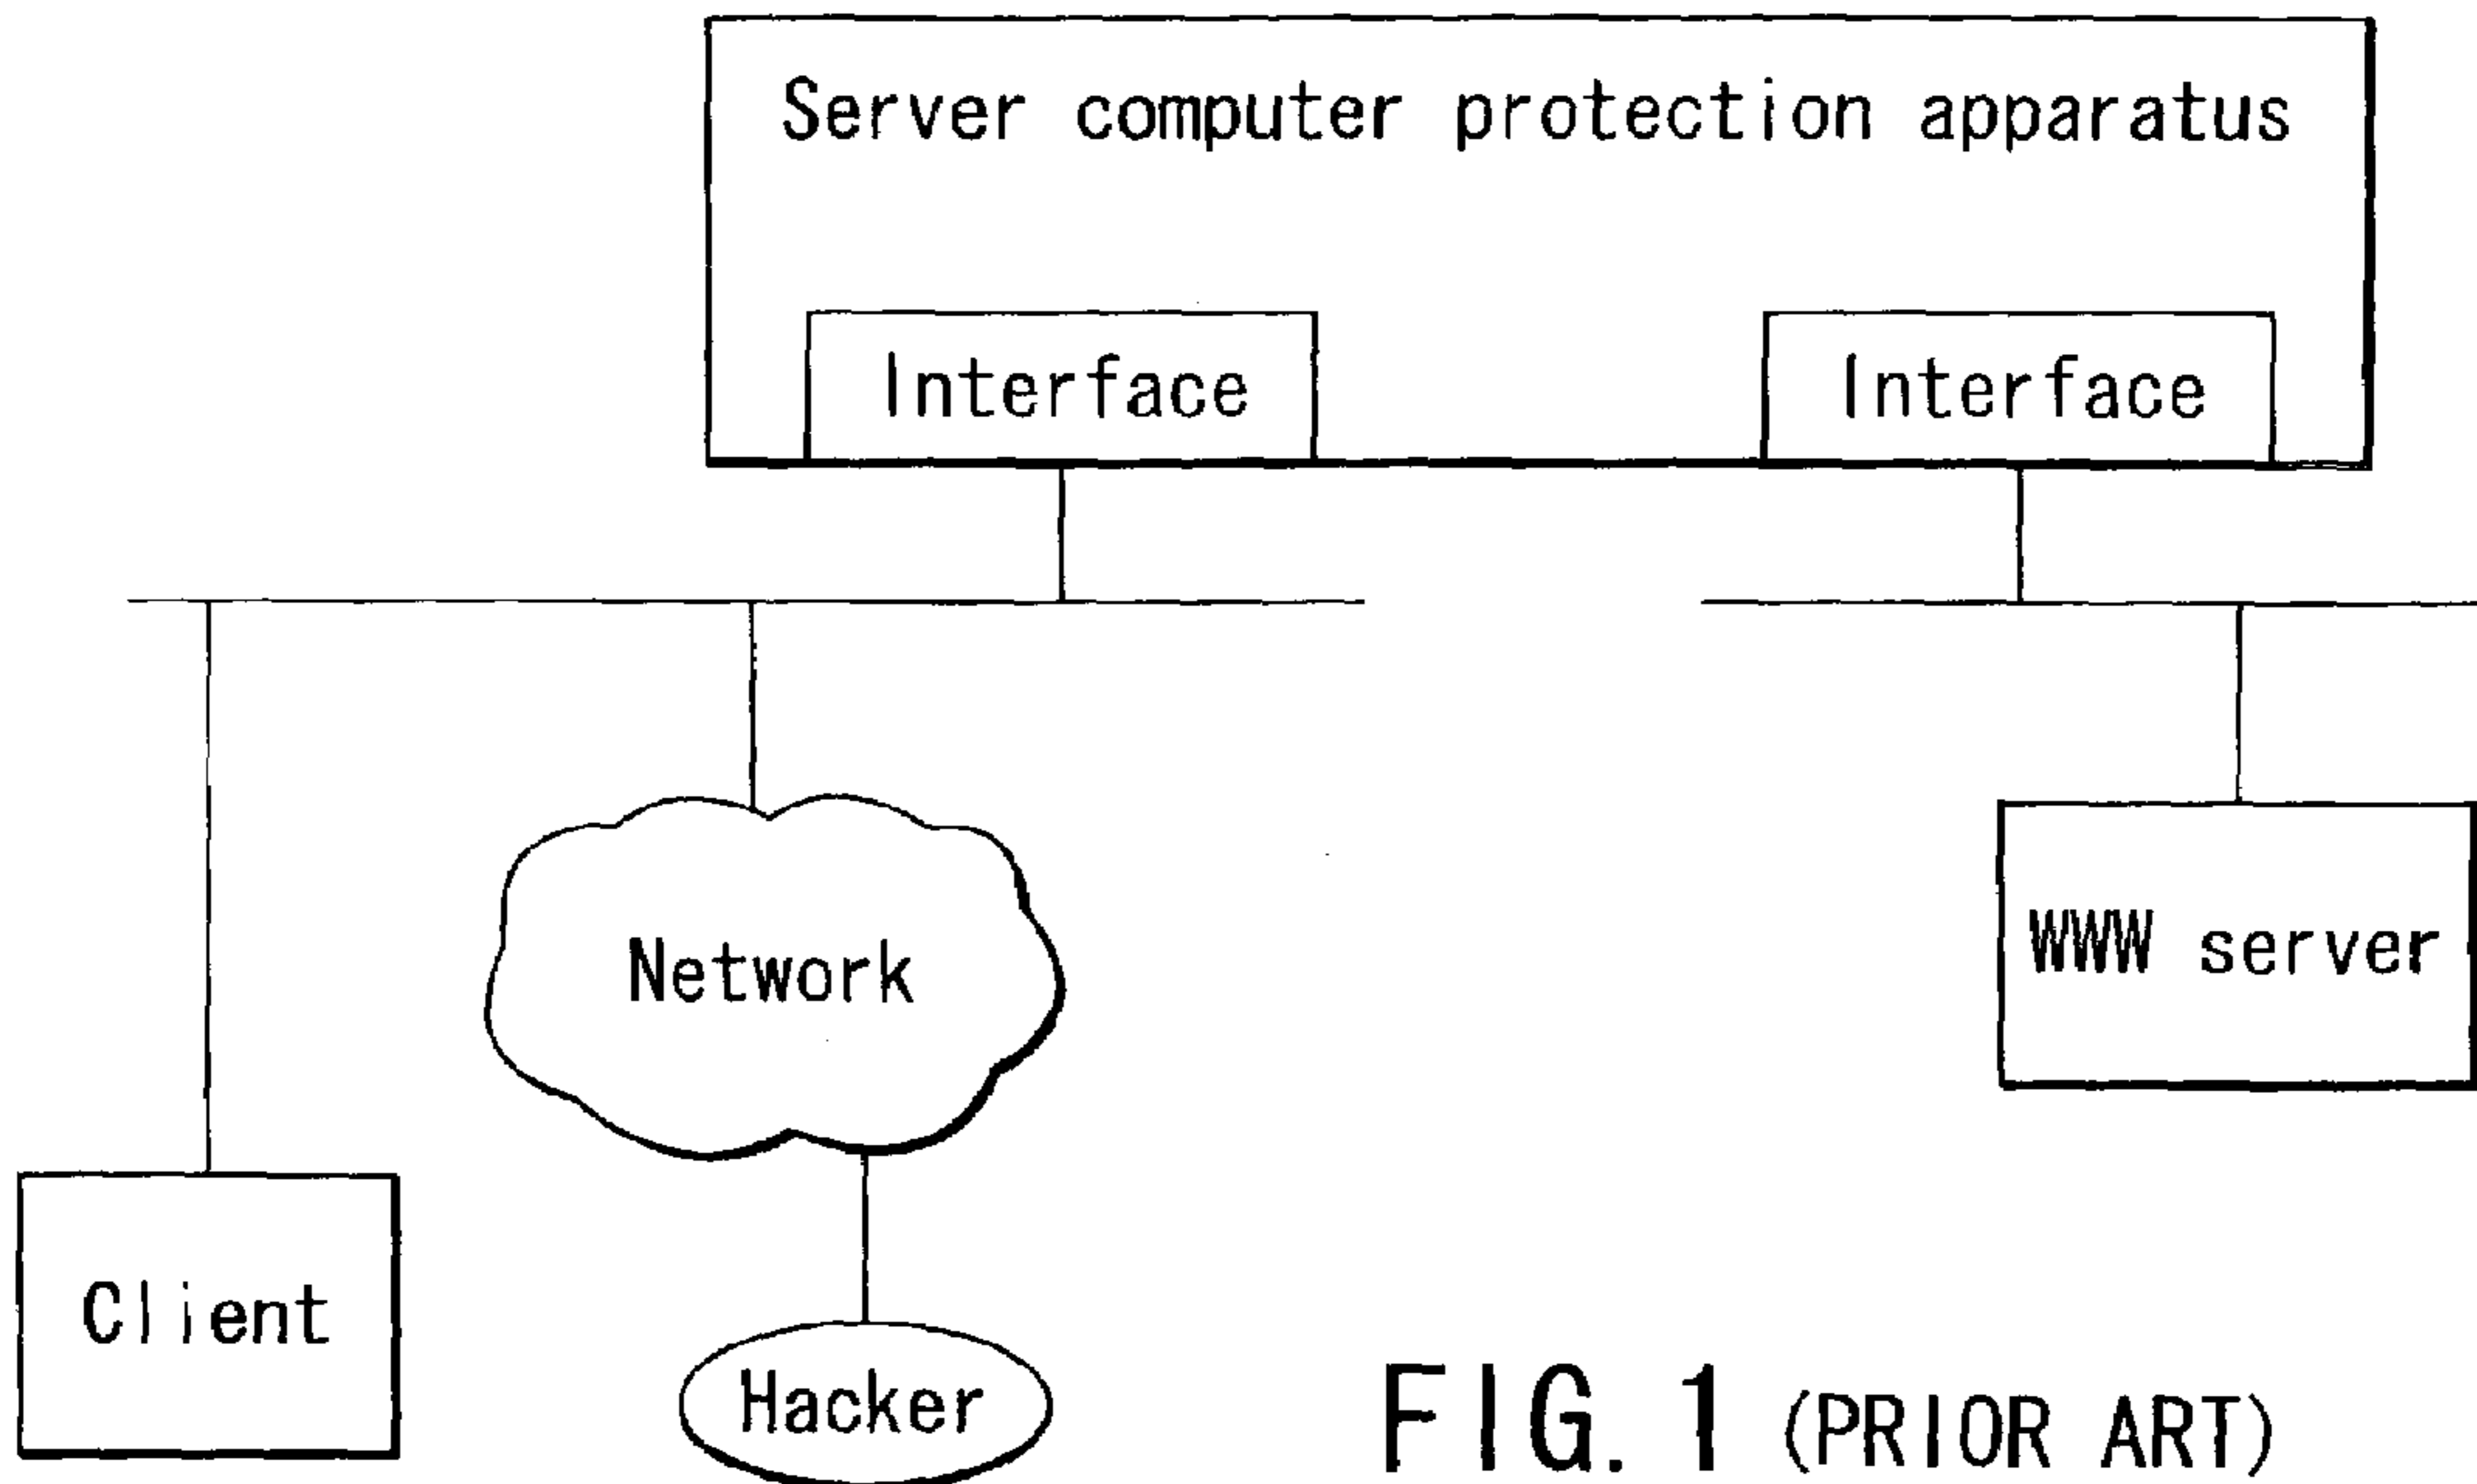 Server computer protection apparatus
Interface
Interface
Network
WWW server
Client
Hacker
FIG. 1 (PRIOR ART)